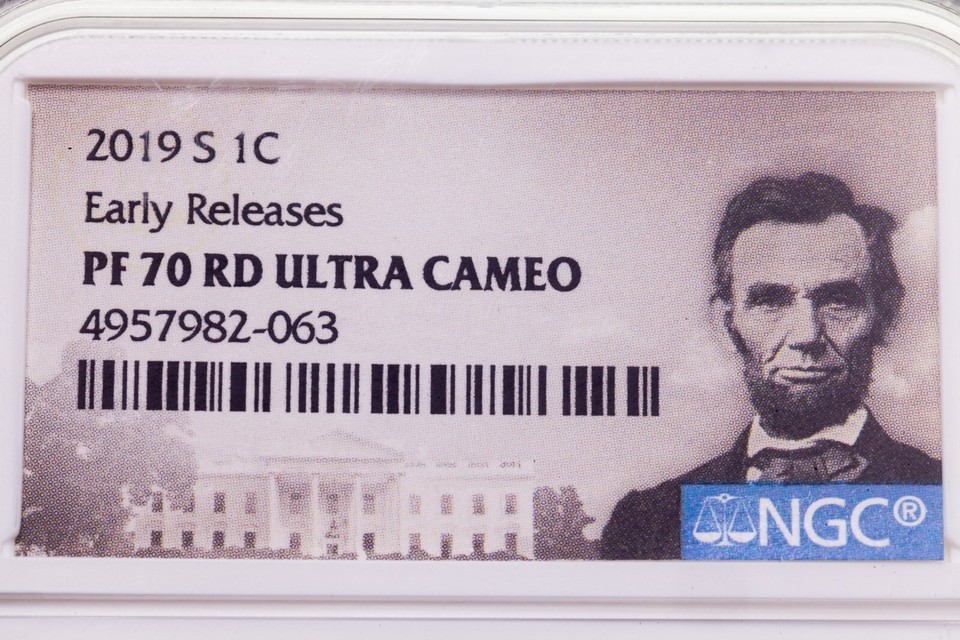 2019 S 1C
Early Releases
PF 70 RD ULTRA CAMEO
4957982-063
NGC®